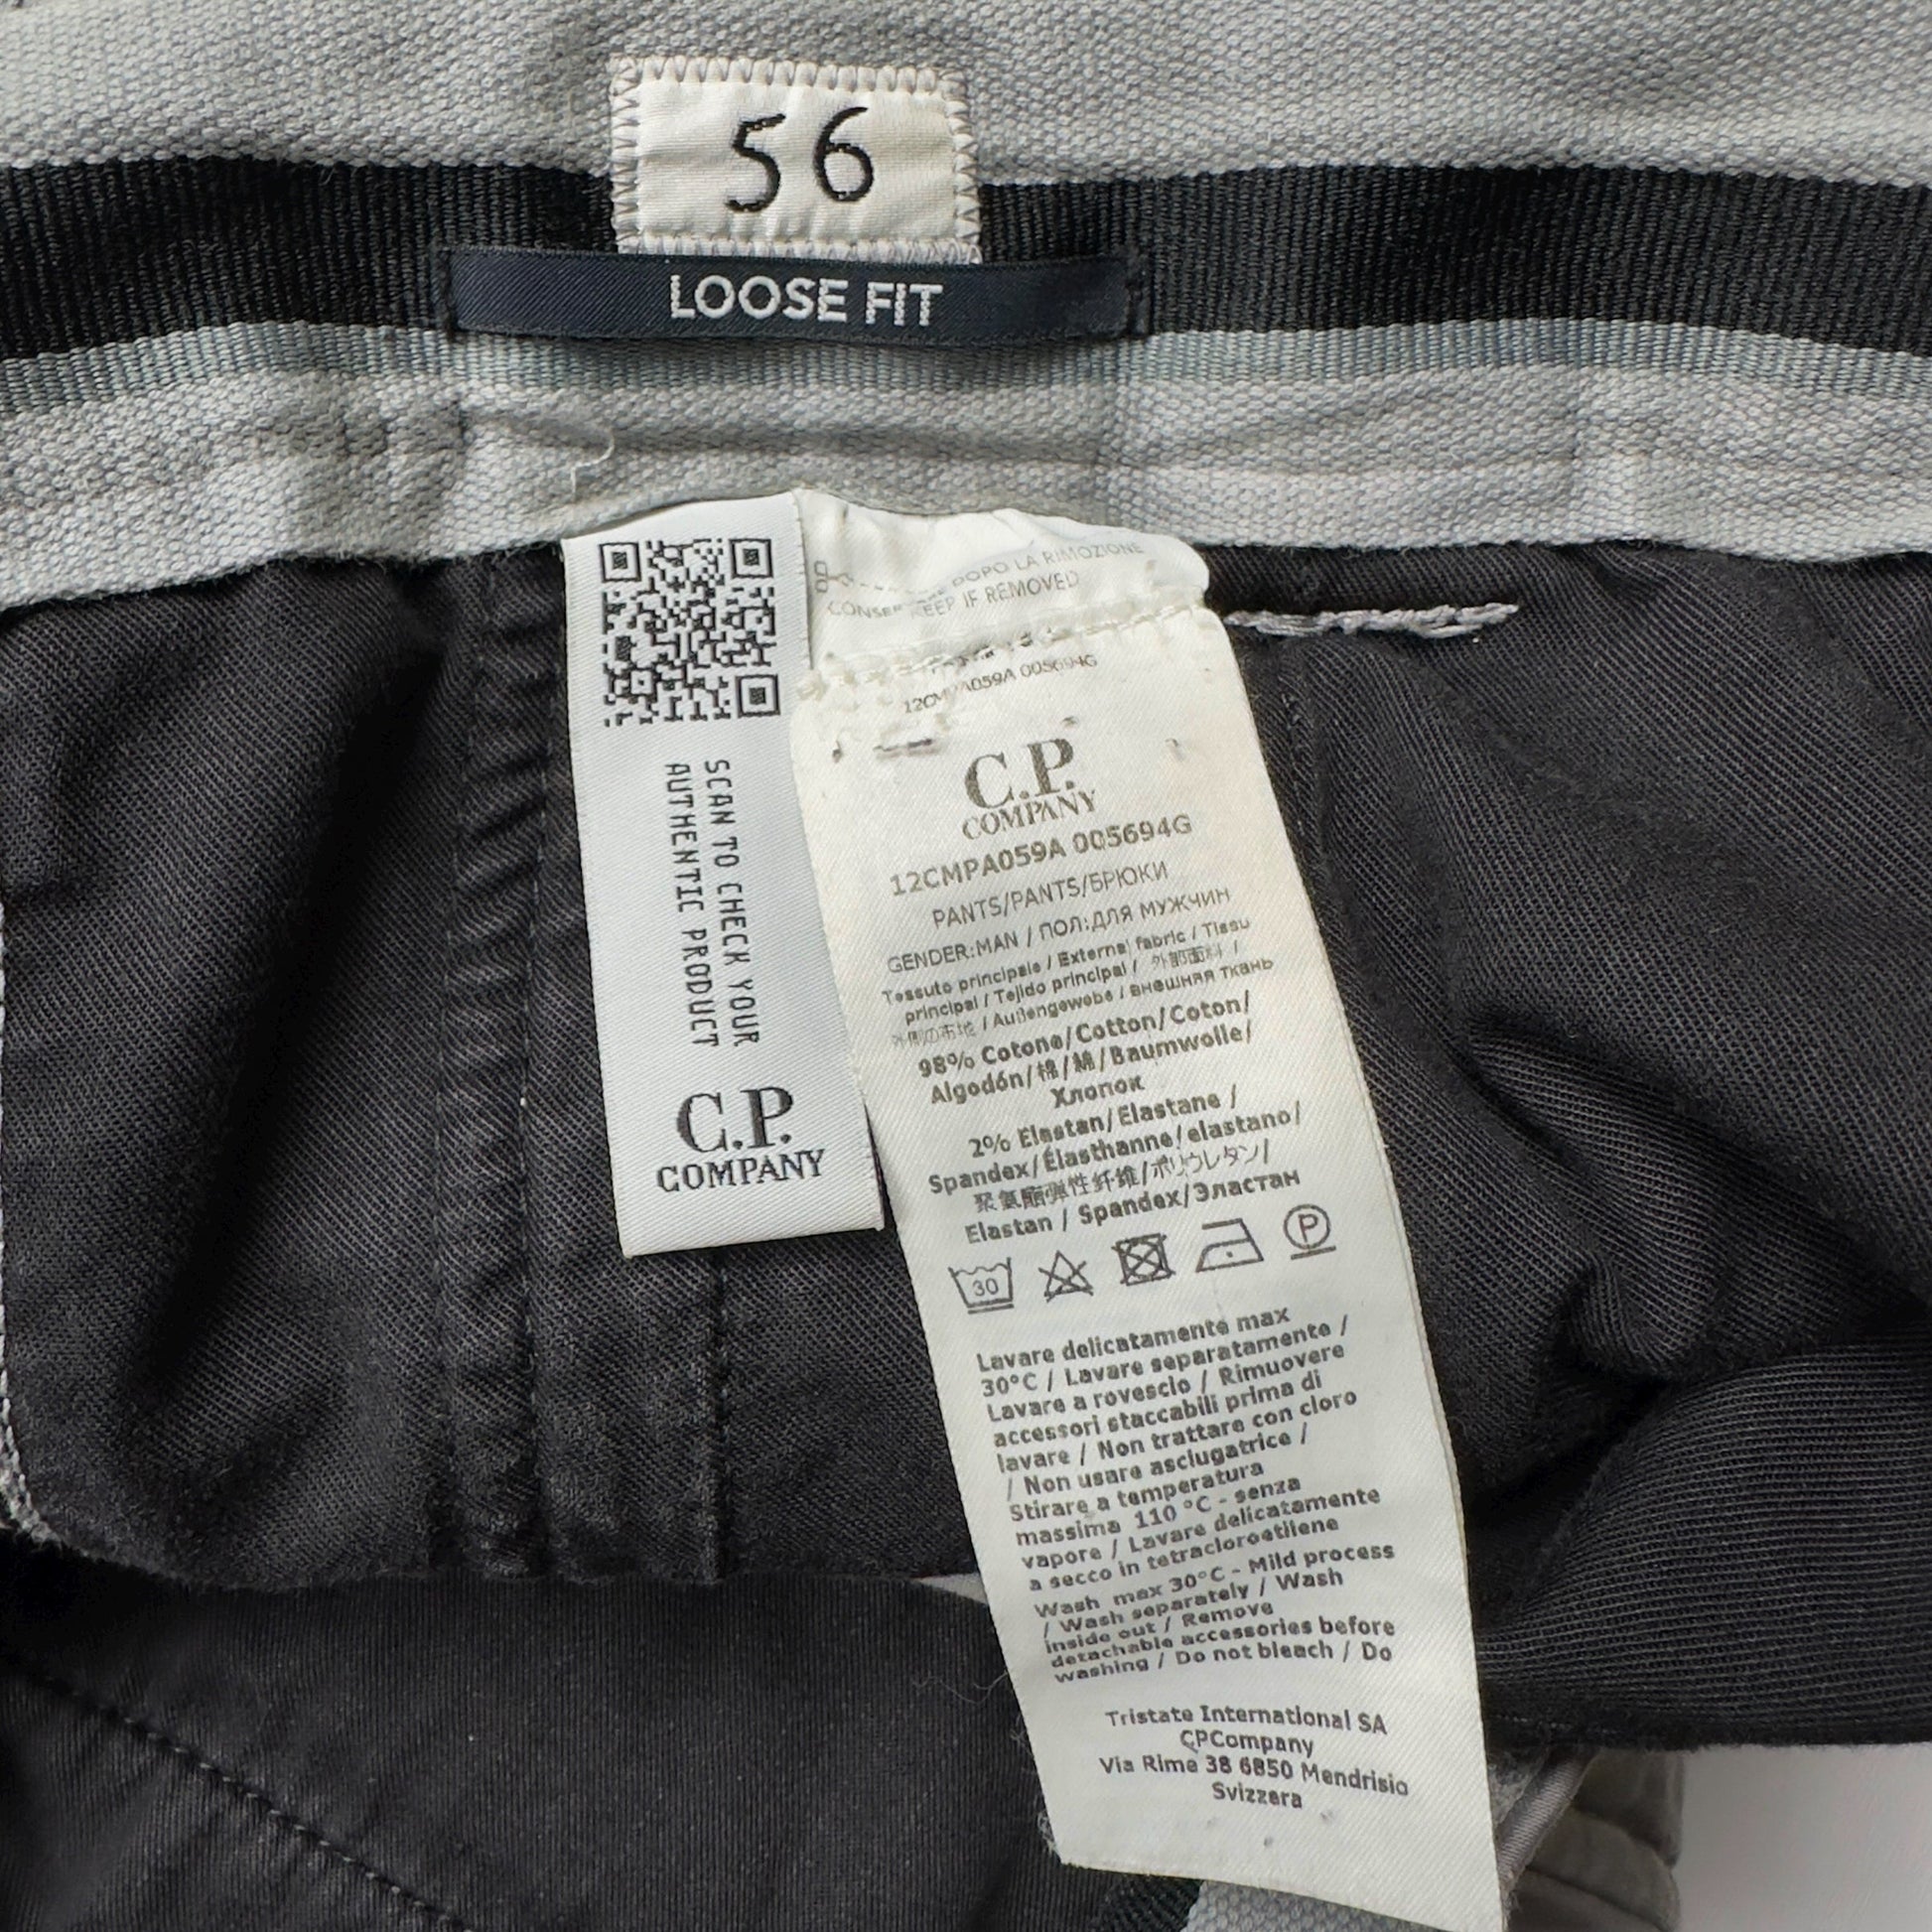 56
LOOSE FIT
SCAN TO CHECK YOUR
AUTHENTIC PRODUCT
C.P.
COMPANY
DOPO LA RIMOZIONE
KEEP IF REMOVED
005694G
C.P.
COMPANY
12CMPA059A 005694G
PANTS/PANTS/БРЮКИ
GENDER:MAN / ПОЛ:ДЛЯ МУЖЧИН
Tessuto principale / External fabric / Tissu
principal / Tejido principal / 外部面料 /
外側の布地 / Außengewebe / внешняя ткань
98% Cotone/Cotton/Coton/
Algodón/棉/綿/Baumwolle/
Хлопок
2% Elastan/Elastane /
Spandex/Élasthanne/elastano/
聚氨酯弹性纤维/ポリウレタン/
Elastan / Spandex/Эластан
30
P
Lavare delicatamente max
30°C / Lavare separatamente /
Lavare a rovescio / Rimuovere
accessori staccabili prima di
lavare / Non trattare con cloro
/ Non usare asciugatrice /
Stirare a temperatura
massima 110 °C - senza
vapore / Lavare delicatamente
a secco in tetracloroetilene
Wash max 30°C - Mild process
/ Wash separately / Wash
inside out / Remove
detachable accessories before
washing / Do not bleach / Do
Tristate International SA
CPCompany
Via Rime 38 6850 Mendrisio
Svizzera